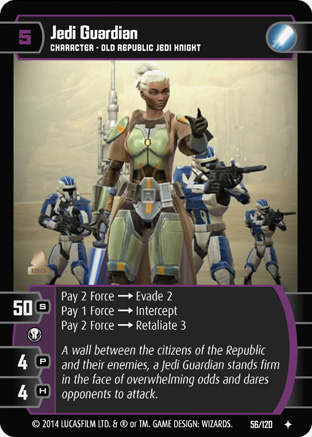 5
Jedi Guardian
CHARACTER - OLD REPUBLIC JEDI KNIGHT
50 S
Pay 2 Force → Evade 2
Pay 1 Force → Intercept
4 P
Pay 2 Force → Retaliate 3
A wall between the citizens of the Republic
and their enemies, a Jedi Guardian stands firm
4 H
in the face of overwhelming odds and dares
opponents to attack.
© 2014 LUCASFILM LTD. & ® or TM. GAME DESIGN: WIZARDS.
56/120